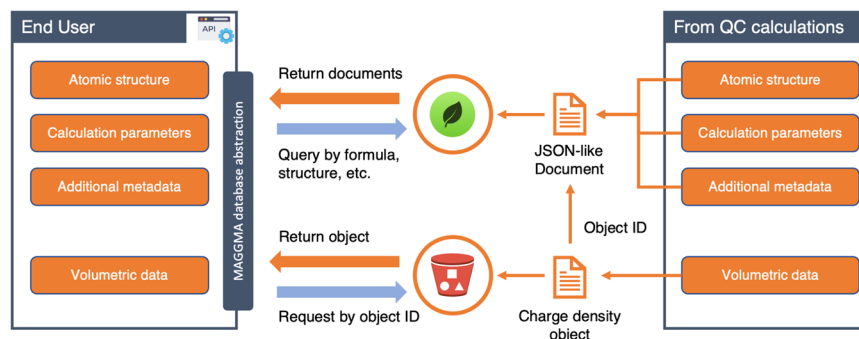 End User
API
Atomic structure
Calculation parameters
Additional metadata
Volumetric data
MAGGMA database abstraction
Return documents
Query by formula,
structure, etc.
Return object
Request by object ID
JSON-like
Document
Object ID
Charge density
object
From QC calculations
Atomic structure
Calculation parameters
Additional metadata
Volumetric data